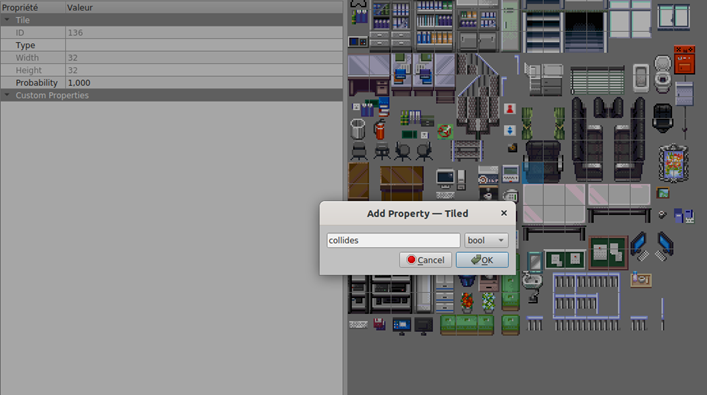 Propriété Valeur
Tile
ID 136
Type
Width 32
Height 32
Probability 1,000
Custom Properties
Add Property — Tiled
collides bool
Cancel OK